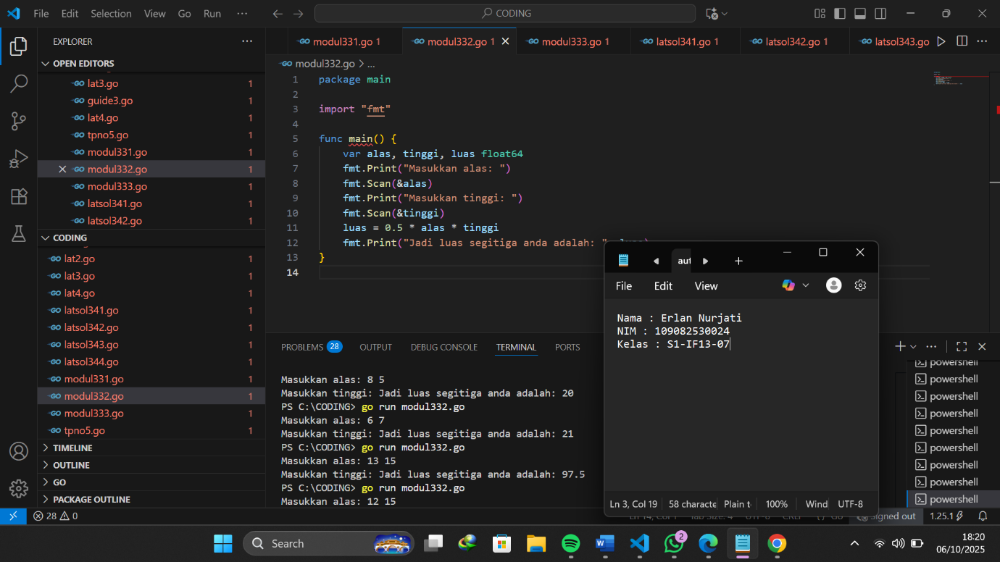 File Edit Selection View Go Run
CODING
EXPLORER
OPEN EDITORS
lat3.go 1
guide3.go 1
lat4.go 1
tpno5.go 1
modul331.go 1
modul332.go 1
modul333.go 1
latsol341.go 1
latsol342.go 1
CODING
lat2.go
lat3.go 1
lat4.go 1
latsol341.go 1
latsol342.go 1
latsol343.go 1
latsol344.go 1
modul331.go 1
modul332.go 1
modul333.go 1
tpno5.go 1
TIMELINE
OUTLINE
GO
PACKAGE OUTLINE
modul331.go 1 modul332.go 1 modul333.go 1 latsol341.go 1 latsol342.go 1 latsol343.go
modul332.go > ...
1 package main
2
3 import "fmt"
4
5 func main() {
6 var alas, tinggi, luas float64
7 fmt.Print("Masukkan alas: ")
8 fmt.Scan(&alas)
9 fmt.Print("Masukkan tinggi: ")
10 fmt.Scan(&tinggi)
11 luas = 0.5 * alas * tinggi
12 fmt.Print("Jadi luas segitiga anda adalah: "
13 }
14
PROBLEMS 28 OUTPUT DEBUG CONSOLE TERMINAL PORTS
Masukkan alas: 8 5
Masukkan tinggi: Jadi luas segitiga anda adalah: 20
PS C:\CODING> go run modul332.go
Masukkan alas: 6 7
Masukkan tinggi: Jadi luas segitiga anda adalah: 21
PS C:\CODING> go run modul332.go
Masukkan alas: 13 15
Masukkan tinggi: Jadi luas segitiga anda adalah: 97.5
PS C:\CODING> go run modul332.go
Masukkan alas: 12 15
powershell
powershell
powershell
powershell
powershell
powershell
powershell
powershell
powershell
aut
File Edit View
Nama : Erlan Nurjati
NIM : 109082530024
Kelas : S1-IF13-07
Ln 3, Col 19 58 characte Plain t 100% Wind UTF-8
28 0
Signed out 1.25.1
Search
2
18:20
06/10/2025